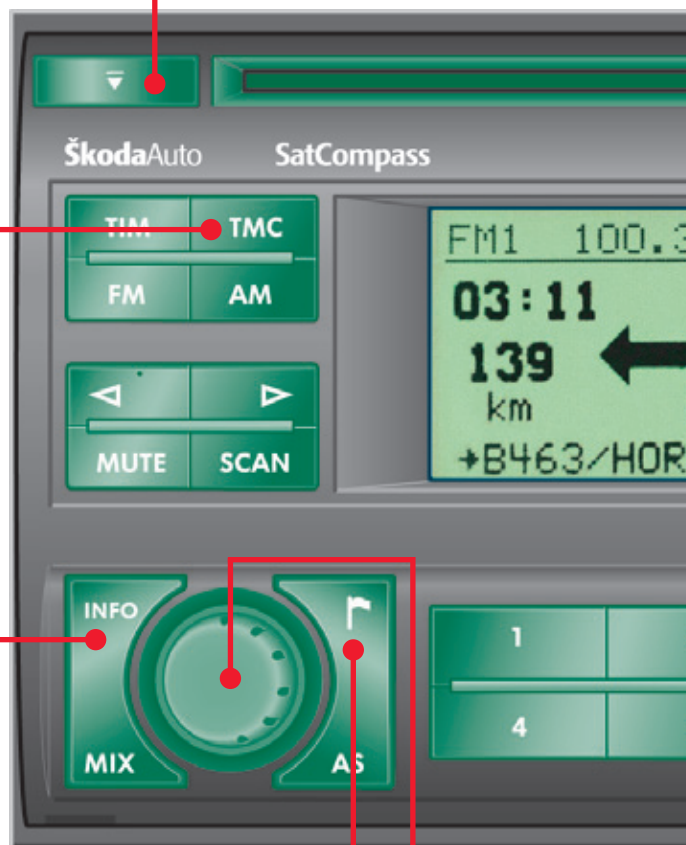 ŠkodaAuto SatCompass
TIM TMC
FM AM
FM1 100.3
03:11
139
km
→B463/HOR
MUTE SCAN
INFO
MIX
AS
1
4